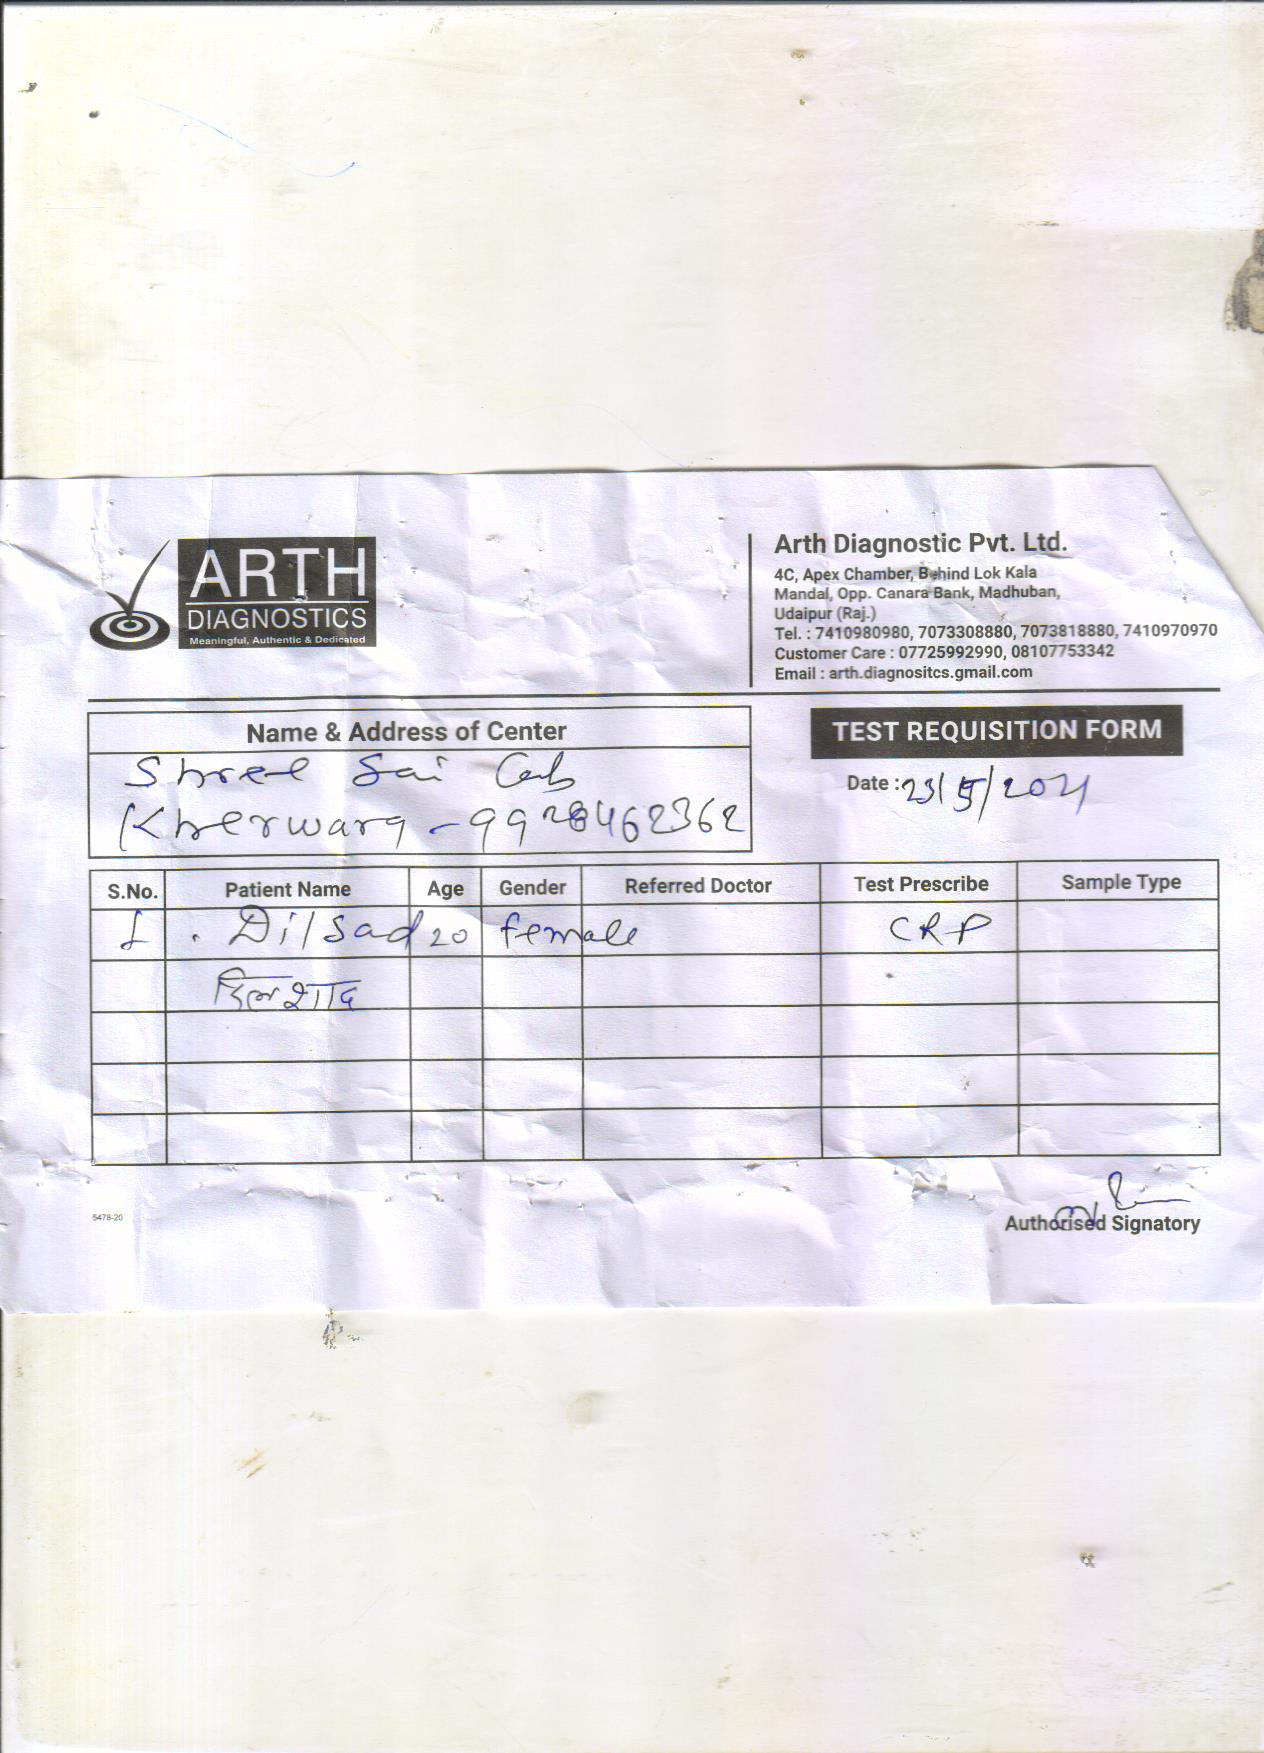 ARTH
DIAGNOSTICS
Meaningful, Authentic & Dedicated
Arth Diagnostic Pvt. Ltd.
4C, Apex Chamber, Behind Lok Kala
Mandal, Opp. Canara Bank, Madhuban,
Udaipur (Raj.)
Tel. : 7410980980, 7073308880, 7073818880, 7410970970
Customer Care : 07725992990, 08107753342
Email : arth.diagnositcs.gmail.com
Name & Address of Center
Shree Sai
Kherwara - 9928462362
TEST REQUISITION FORM
Date : 23/5/2021
S.No. Patient Name Age Gender Referred Doctor Test Prescribe Sample Type
1 . Dilsad 20 female CRP
दिलशाद
5478-20
Authorised Signatory